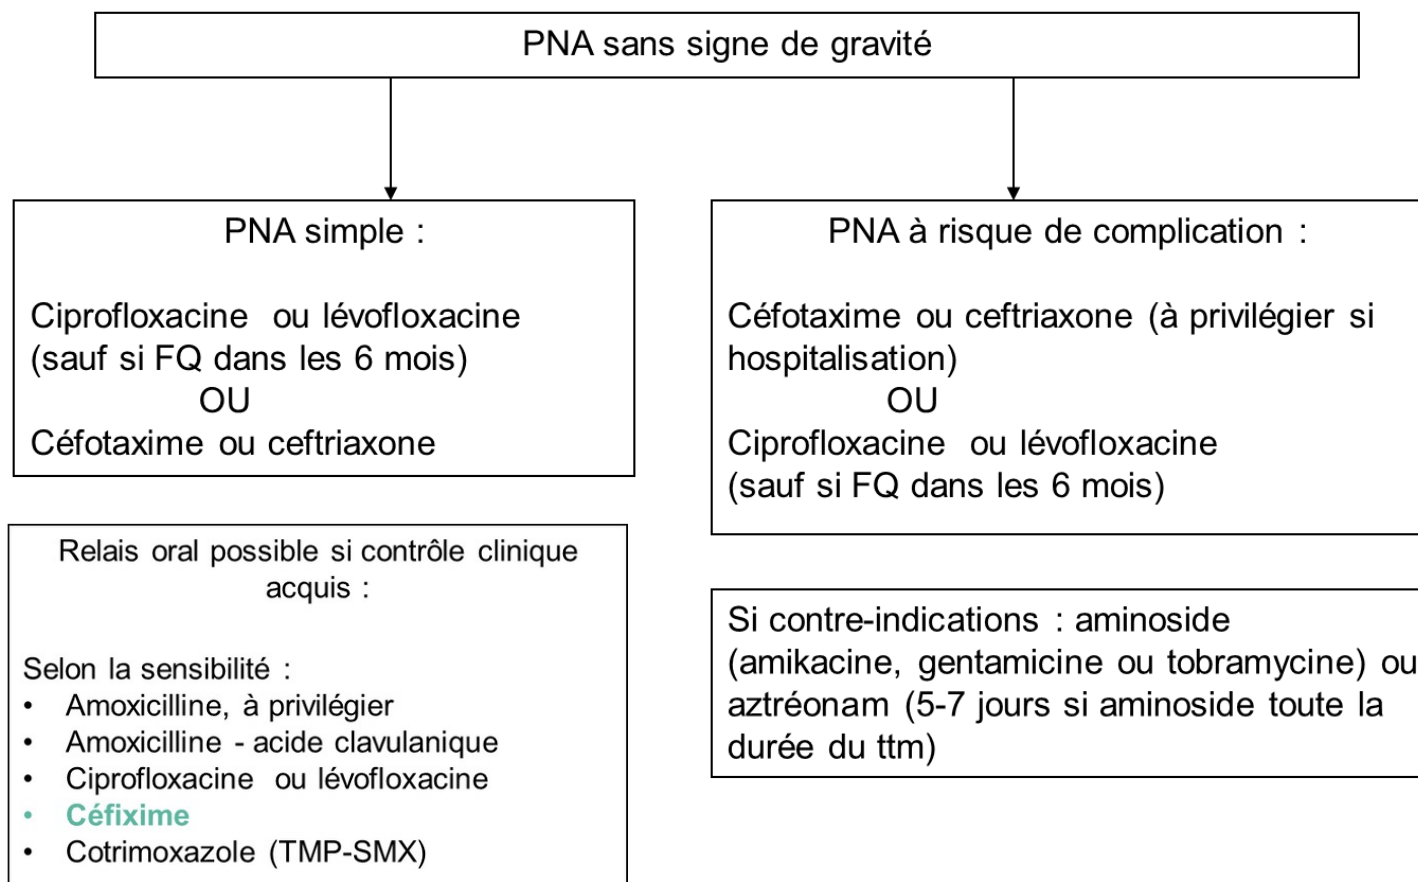 PNA sans signe de gravité
PNA simple :
Ciprofloxacine ou lévofloxacine
(sauf si FQ dans les 6 mois)
OU
Céfotaxime ou ceftriaxone
Relais oral possible si contrôle clinique
acquis :
Selon la sensibilité :
• Amoxicilline, à privilégier
• Amoxicilline - acide clavulanique
• Ciprofloxacine ou lévofloxacine
• Céfixime
• Cotrimoxazole (TMP-SMX)
PNA à risque de complication :
Céfotaxime ou ceftriaxone (à privilégier si
hospitalisation)
OU
Ciprofloxacine ou lévofloxacine
(sauf si FQ dans les 6 mois)
Si contre-indications : aminoside
(amikacine, gentamicine ou tobramycine) ou
aztréonam (5-7 jours si aminoside toute la
durée du ttm)